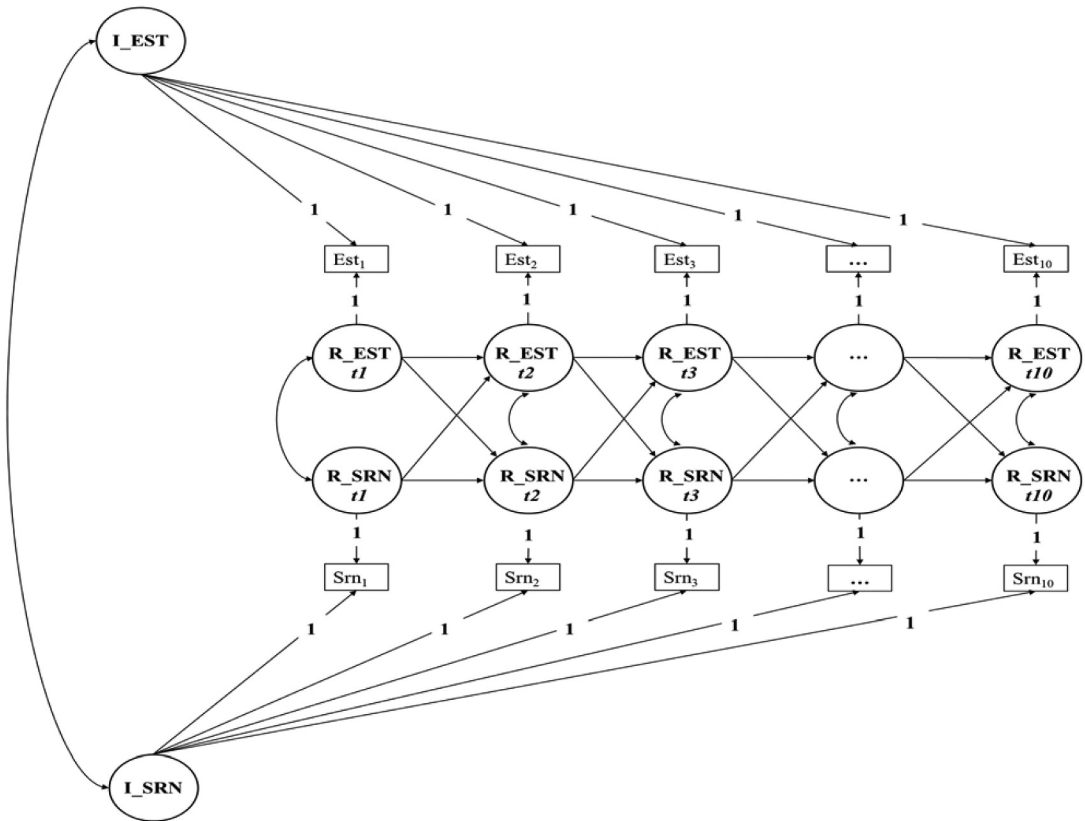 I_EST
1 1 1 1 1
Est₁ Est₂ Est₃ ... Est₁₀
1 1 1 1 1
R_EST R_EST R_EST ... R_EST
t1 t2 t3 t10
R_SRN R_SRN R_SRN ... R_SRN
t1 t2 t3 t10
1 1 1 1 1
Srn₁ Srn₂ Srn₃ ... Srn₁₀
1 1 1 1 1
I_SRN